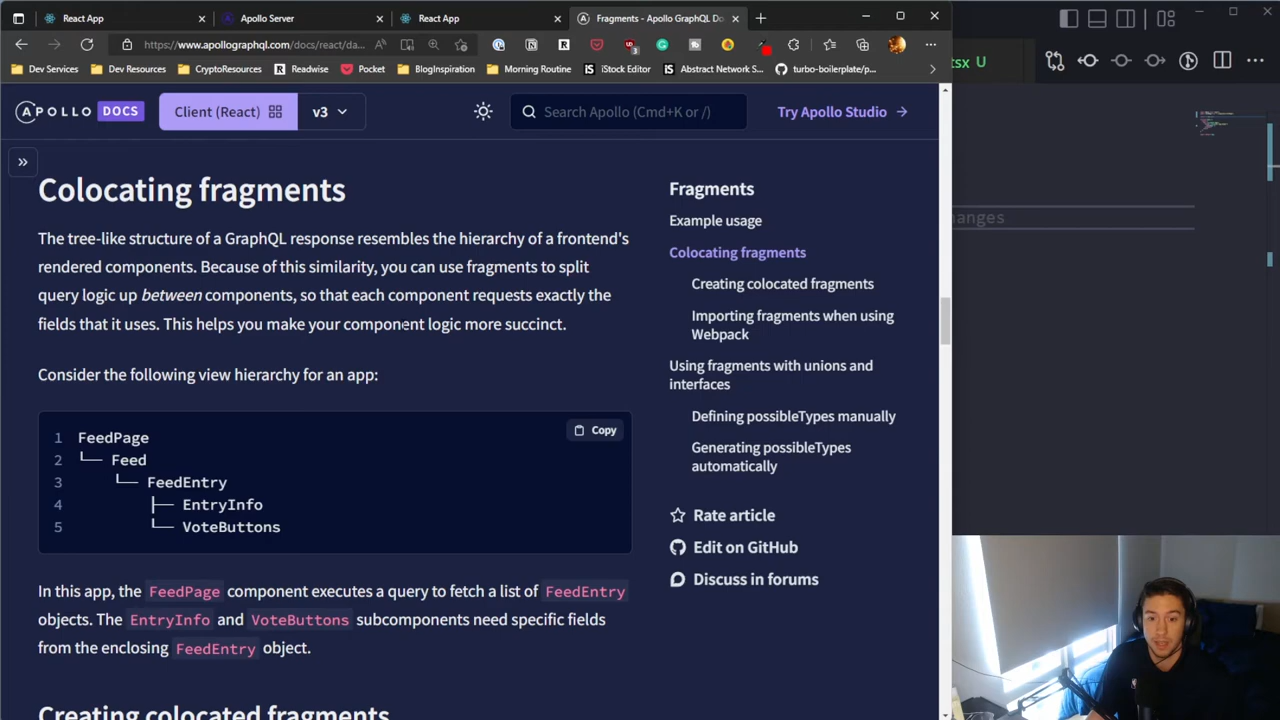 React App
Apollo Server
React App
Fragments - Apollo GraphQL Do
https://www.apollographql.com/docs/react/da...
3
Dev Services
Dev Resources
CryptoResources
Readwise
Pocket
BlogInspiration
Morning Routine
iStock Editor
Abstract Network S...
turbo-boilerplate/p...
tsx U
APOLLO DOCS
Client (React)
v3
Search Apollo (Cmd+K or /)
Try Apollo Studio
Colocating fragments
The tree-like structure of a GraphQL response resembles the hierarchy of a frontend's
rendered components. Because of this similarity, you can use fragments to split
query logic up between components, so that each component requests exactly the
fields that it uses. This helps you make your component logic more succinct.
Consider the following view hierarchy for an app:
Copy
1 FeedPage
2 └── Feed
3 └── FeedEntry
4 ├── EntryInfo
5 └── VoteButtons
In this app, the FeedPage component executes a query to fetch a list of FeedEntry
objects. The EntryInfo and VoteButtons subcomponents need specific fields
from the enclosing FeedEntry object.
Creating colocated fragments
Fragments
Example usage
Colocating fragments
Creating colocated fragments
Importing fragments when using
Webpack
Using fragments with unions and
interfaces
Defining possibleTypes manually
Generating possibleTypes
automatically
Rate article
Edit on GitHub
Discuss in forums
hanges